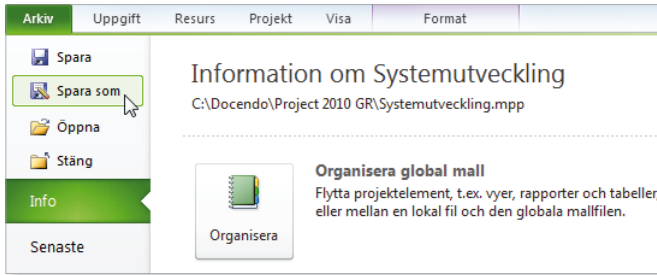 Arkiv Uppgift Resurs Projekt Visa Format
Spara
Spara som
Öppna
Stäng
Info
Senaste
Information om Systemutveckling
C:\Docendo\Project 2010 GR\Systemutveckling.mpp
Organisera
Organisera global mall
Flytta projektelement, t.ex. vyer, rapporter och tabeller,
eller mellan en lokal fil och den globala mallfilen.